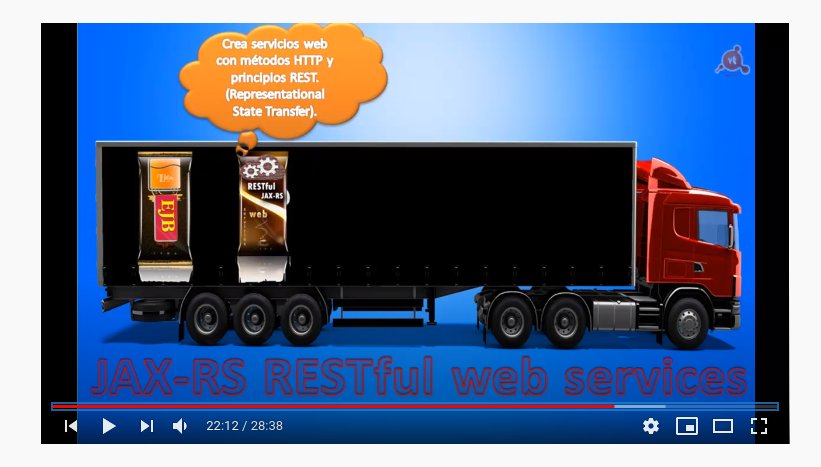 Crea servicios web
con métodos HTTP y
principios REST.
(Representational
State Transfer).
vt
EJB
RESTful
JAX-RS
web
JAX-RS RESTful web services
22:12 / 28:38